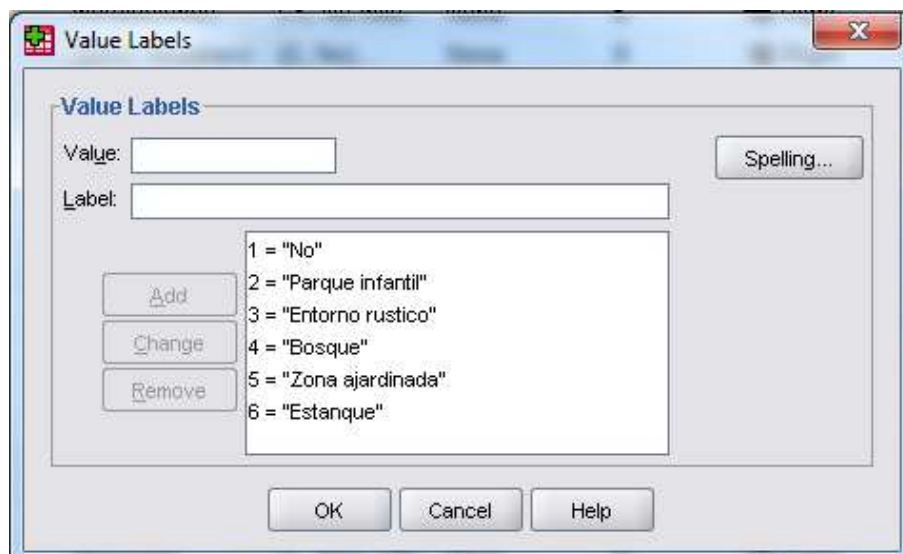 Value Labels
Value Labels
Value:
Spelling...
Label:
1 = "No"
2 = "Parque infantil"
Add
3 = "Entorno rustico"
Change
4 = "Bosque"
5 = "Zona ajardinada"
Remove
6 = "Estanque"
OK Cancel Help